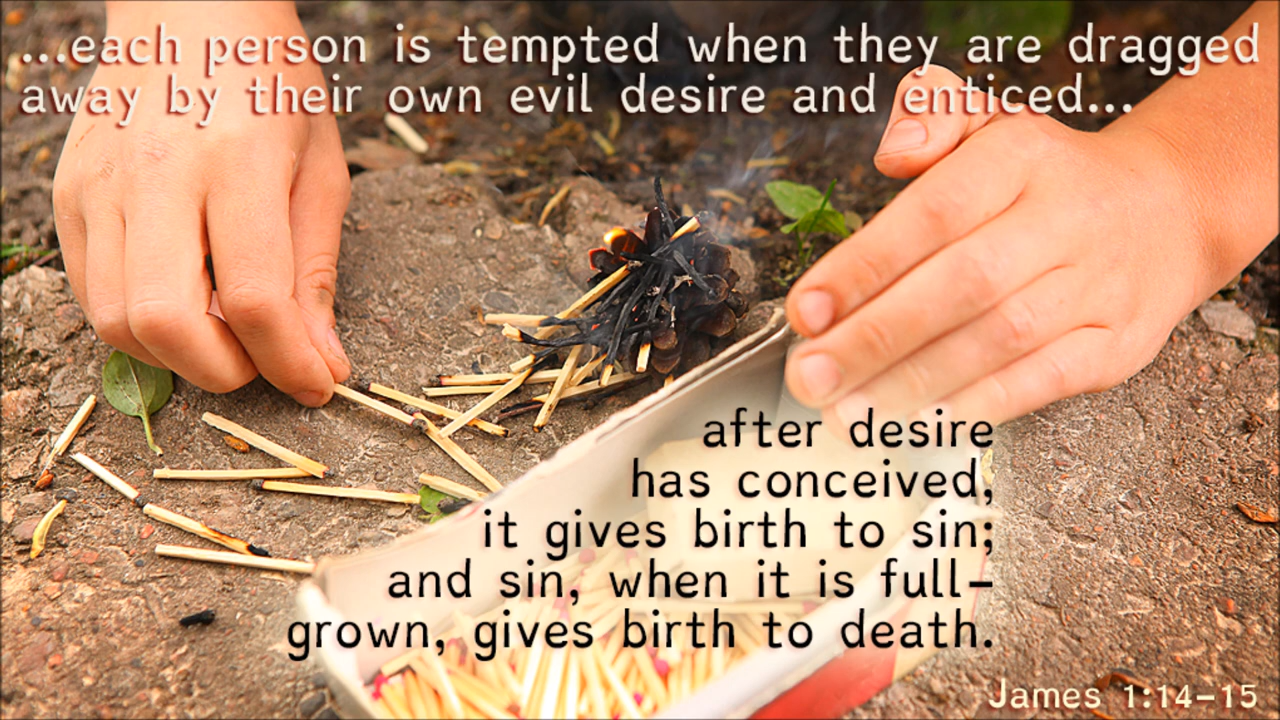 ...each person is tempted when they are dragged
away by their own evil desire and enticed...
after desire
has conceived,
it gives birth to sin;
and sin, when it is full-
grown, gives birth to death.
James 1:14-15